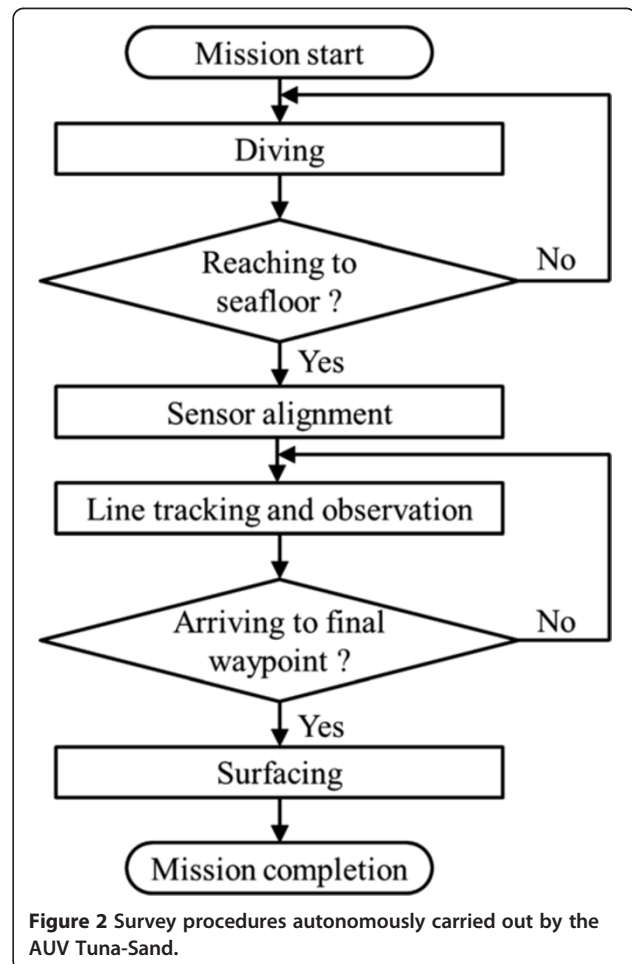 Mission start
Diving
Reaching to
seafloor ?
No
Yes
Sensor alignment
Line tracking and observation
Arriving to final
waypoint ?
No
Yes
Surfacing
Mission completion
Figure 2 Survey procedures autonomously carried out by the
AUV Tuna-Sand.